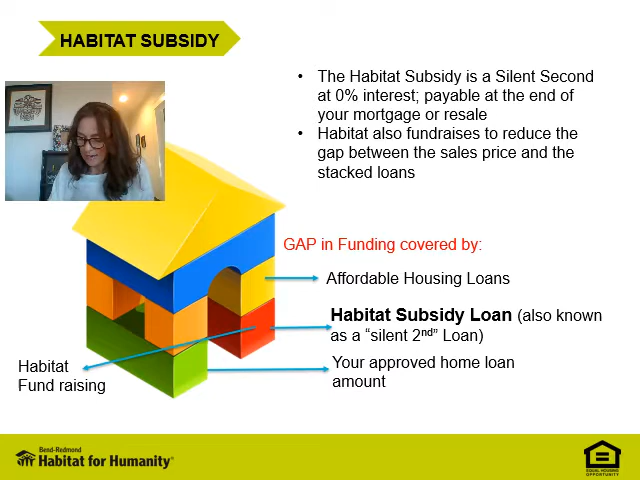 HABITAT SUBSIDY
• The Habitat Subsidy is a Silent Second
at 0% interest; payable at the end of
your mortgage or resale
• Habitat also fundraises to reduce the
gap between the sales price and the
stacked loans
GAP in Funding covered by:
Affordable Housing Loans
Habitat Subsidy Loan (also known
as a “silent 2nd” Loan)
Your approved home loan
amount
Habitat
Fund raising
Bend-Redmond
Habitat for Humanity®
EQUAL HOUSING
OPPORTUNITY